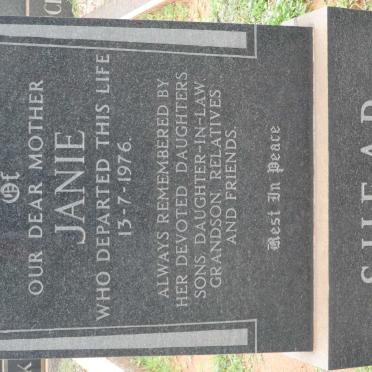 Of
OUR DEAR MOTHER
JANIE
WHO DEPARTED THIS LIFE
13-7-1976.
ALWAYS REMEMBERED BY
HER DEVOTED DAUGHTERS
SONS, DAUGHTER-IN-LAW
GRANDSON, RELATIVES
AND FRIENDS.
Rest In Peace